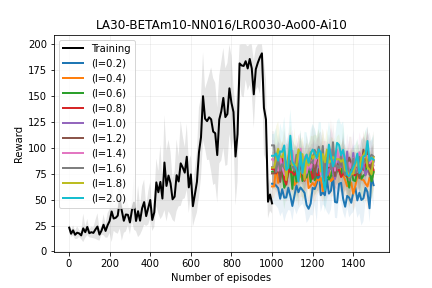 LA30-BETAm10-NN016/LR0030-Ao00-Ai10
200
175
150
125
100
75
50
25
0
Reward
Training
(l=0.2)
(l=0.4)
(l=0.6)
(l=0.8)
(l=1.0)
(l=1.2)
(l=1.4)
(l=1.6)
(l=1.8)
(l=2.0)
0 200 400 600 800 1000 1200 1400
Number of episodes